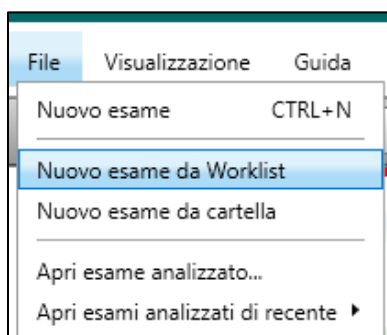 File Visualizzazione Guida
Nuovo esame CTRL+N
Nuovo esame da Worklist
Nuovo esame da cartella
Apri esame analizzato...
Apri esami analizzati di recente